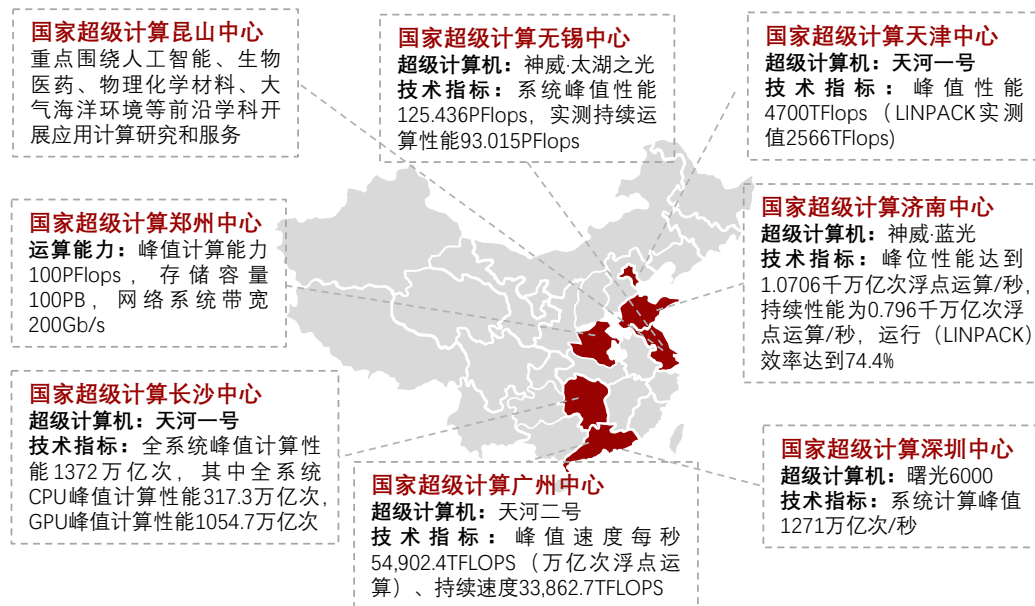 国家超级计算昆山中心
重点围绕人工智能、生物
医药、物理化学材料、大
气海洋环境等前沿学科开
展应用计算研究和服务
国家超级计算无锡中心
超级计算机：神威·太湖之光
技术指标：系统峰值性能
125.436PFlops，实测持续运
算性能93.015PFlops
国家超级计算天津中心
超级计算机：天河一号
技术指标：峰值性能
4700TFlops（LINPACK实测
值2566TFlops)
国家超级计算郑州中心
运算能力：峰值计算能力
100PFlops，存储容量
100PB，网络系统带宽
200Gb/s
国家超级计算济南中心
超级计算机：神威·蓝光
技术指标：峰位性能达到
1.0706千万亿次浮点运算/秒，
持续性能为0.796千万亿次浮
点运算/秒，运行（LINPACK）
效率达到74.4%
国家超级计算长沙中心
超级计算机：天河一号
技术指标：全系统峰值计算性
能1372万亿次，其中全系统
CPU峰值计算性能317.3万亿次，
GPU峰值计算性能1054.7万亿次
国家超级计算广州中心
超级计算机：天河二号
技术指标：峰值速度每秒
54,902.4TFLOPS（万亿次浮点运
算）、持续速度33,862.7TFLOPS
国家超级计算深圳中心
超级计算机：曙光6000
技术指标：系统计算峰值
1271万亿次/秒